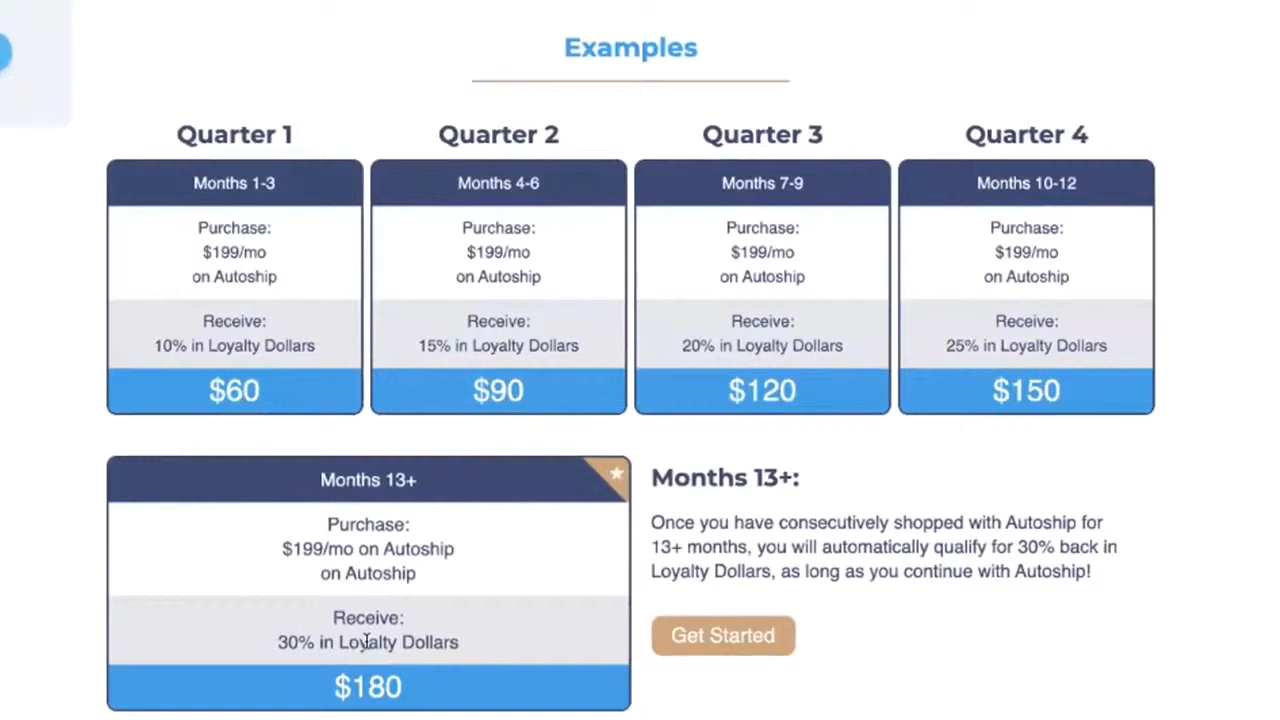 Examples
Quarter 1
Months 1-3
Purchase:
$199/mo
on Autoship
Receive:
10% in Loyalty Dollars
$60
Quarter 2
Months 4-6
Purchase:
$199/mo
on Autoship
Receive:
15% in Loyalty Dollars
$90
Quarter 3
Months 7-9
Purchase:
$199/mo
on Autoship
Receive:
20% in Loyalty Dollars
$120
Quarter 4
Months 10-12
Purchase:
$199/mo
on Autoship
Receive:
25% in Loyalty Dollars
$150
Months 13+
Purchase:
$199/mo on Autoship
on Autoship
Receive:
30% in Loyalty Dollars
$180
Months 13+:
Once you have consecutively shopped with Autoship for
13+ months, you will automatically qualify for 30% back in
Loyalty Dollars, as long as you continue with Autoship!
Get Started